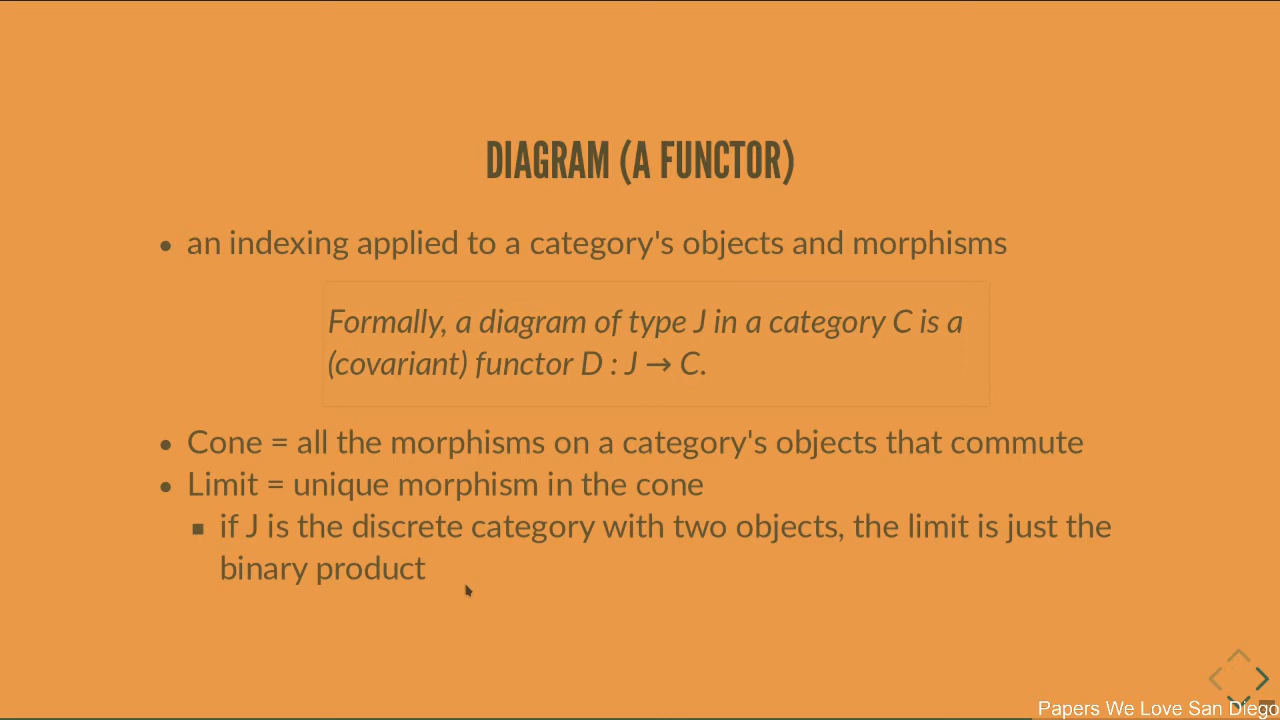 DIAGRAM (A FUNCTOR)
• an indexing applied to a category's objects and morphisms
Formally, a diagram of type J in a category C is a
(covariant) functor D : J → C.
• Cone = all the morphisms on a category's objects that commute
• Limit = unique morphism in the cone
▪ if J is the discrete category with two objects, the limit is just the
binary product
Papers We Love San Diego